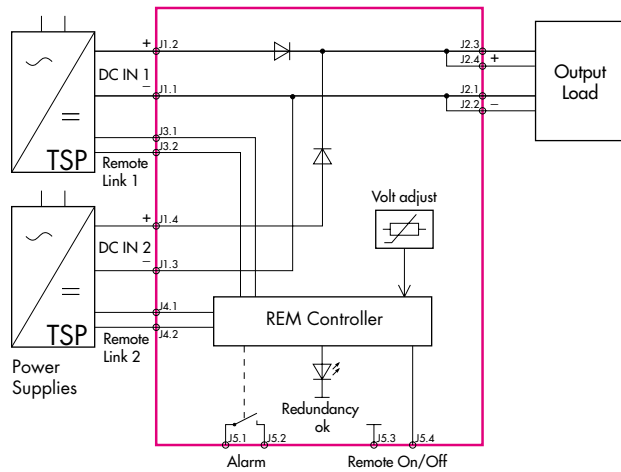 + J1.2
DC IN 1
− J1.1
J2.3
J2.4 +
J2.1
J2.2 −
Output
Load
TSP
J3.1
J3.2
Remote
Link 1
Volt adjust
+ J1.4
DC IN 2
− J1.3
TSP
J4.1
J4.2
Remote
Link 2
REM Controller
Power
Supplies
Redundancy
ok
J5.1
J5.2
J5.3
J5.4
Alarm
Remote On/Off